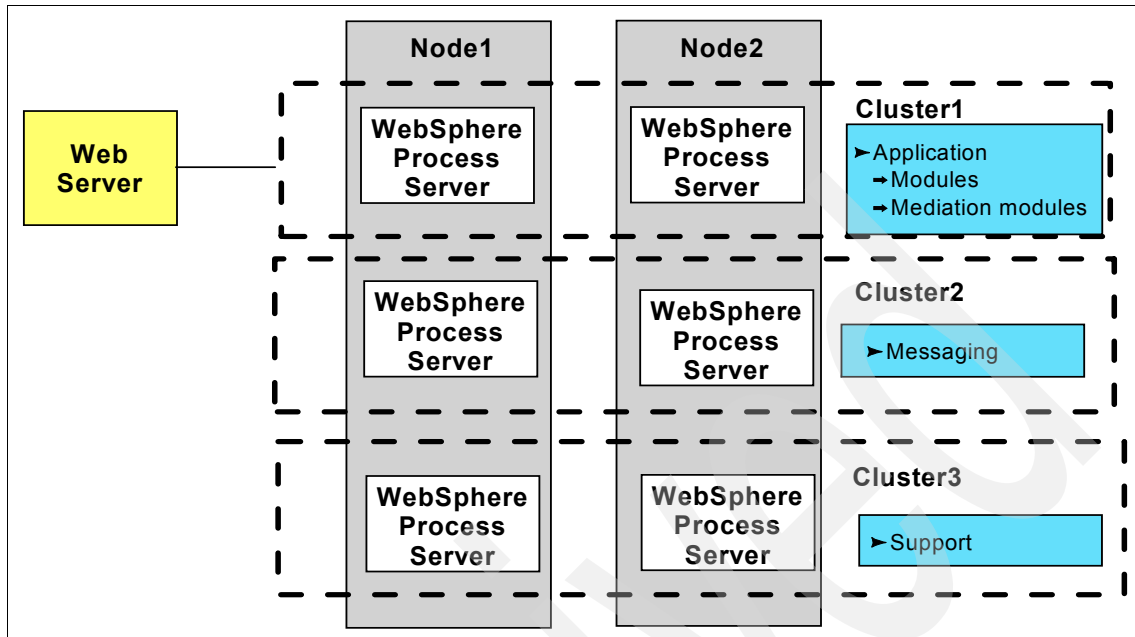 Node1
Node2
Web
Server
WebSphere
Process
Server
WebSphere
Process
Server
Cluster1
➤Application
➞Modules
➞Mediation modules
WebSphere
Process
Server
WebSphere
Process
Server
Cluster2
➤Messaging
WebSphere
Process
Server
WebSphere
Process
Server
Cluster3
➤Support